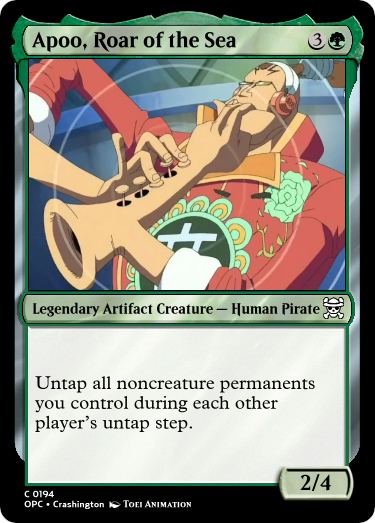 Apoo, Roar of the Sea 3
Legendary Artifact Creature — Human Pirate
Untap all noncreature permanents
you control during each other
player's untap step.
2/4
C 0194
OPC • Crashington Toei Animation